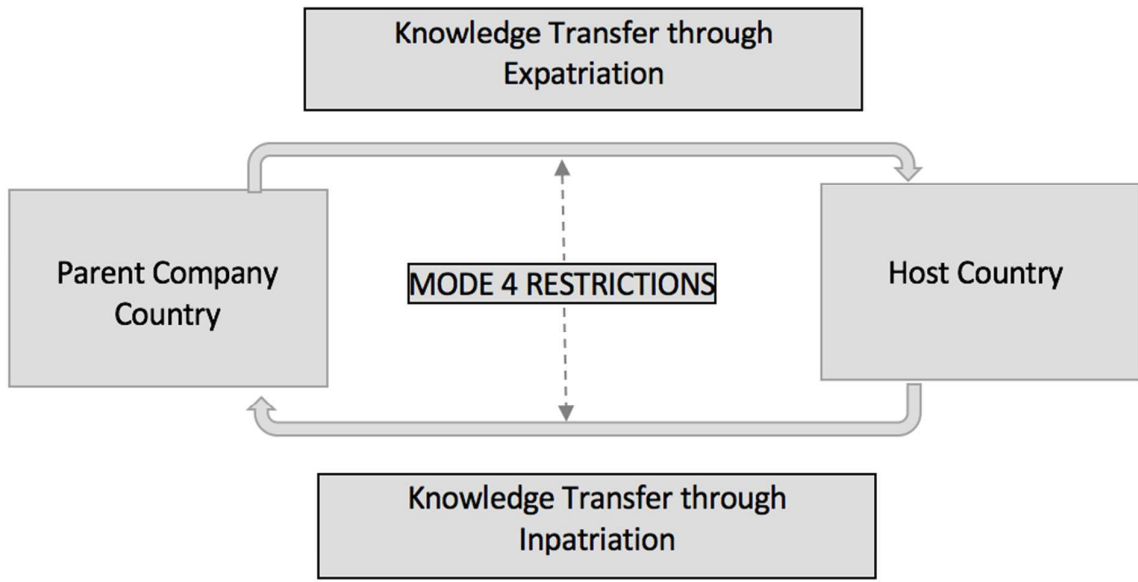 Knowledge Transfer through
Expatriation
Parent Company
Country
MODE 4 RESTRICTIONS
Host Country
Knowledge Transfer through
Inpatriation